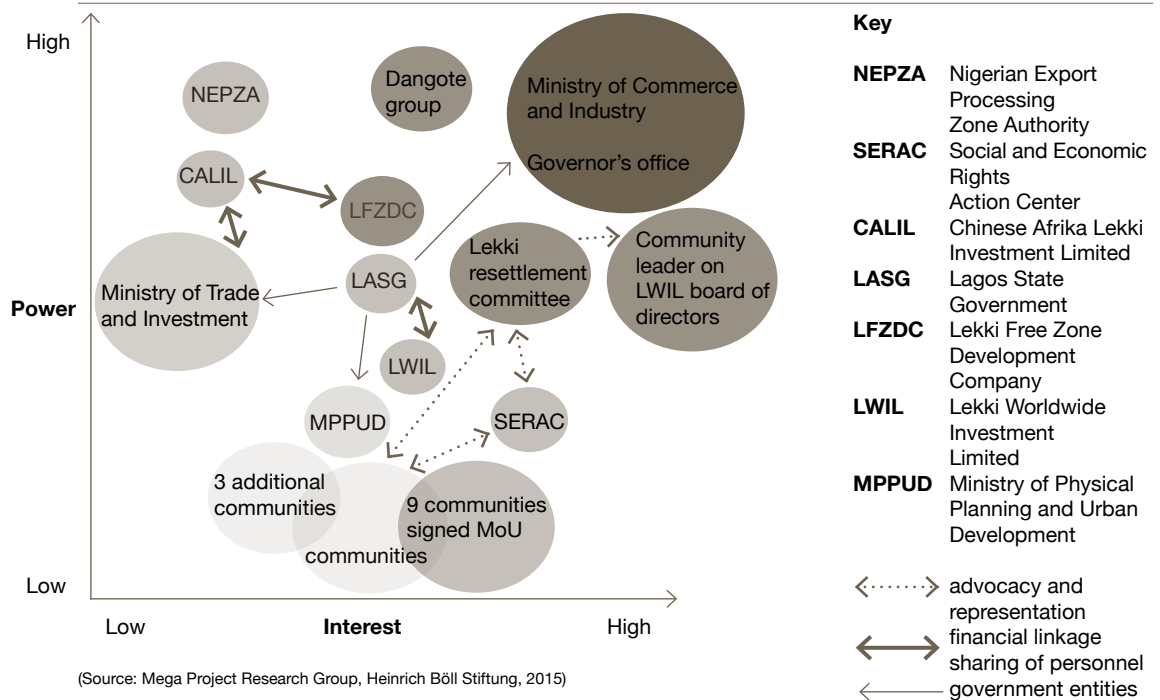 High
NEPZA
Dangote
group
Ministry of Commerce
and Industry
Governor's office
CALIL
LFZDC
Lekki
resettlement
committee
Community
leader on
LWIL board of
directors
LASG
Power
Ministry of Trade
and Investment
LWIL
MPPUD
SERAC
3 additional
communities
communities
9 communities
signed MoU
Low
Low
Interest
High
(Source: Mega Project Research Group, Heinrich Böll Stiftung, 2015)
Key
NEPZA Nigerian Export
Processing
Zone Authority
SERAC Social and Economic
Rights
Action Center
CALIL Chinese Afrika Lekki
Investment Limited
LASG Lagos State
Government
LFZDC Lekki Free Zone
Development
Company
LWIL Lekki Worldwide
Investment
Limited
MPPUD Ministry of Physical
Planning and Urban
Development
advocacy and
representation
financial linkage
sharing of personnel
government entities